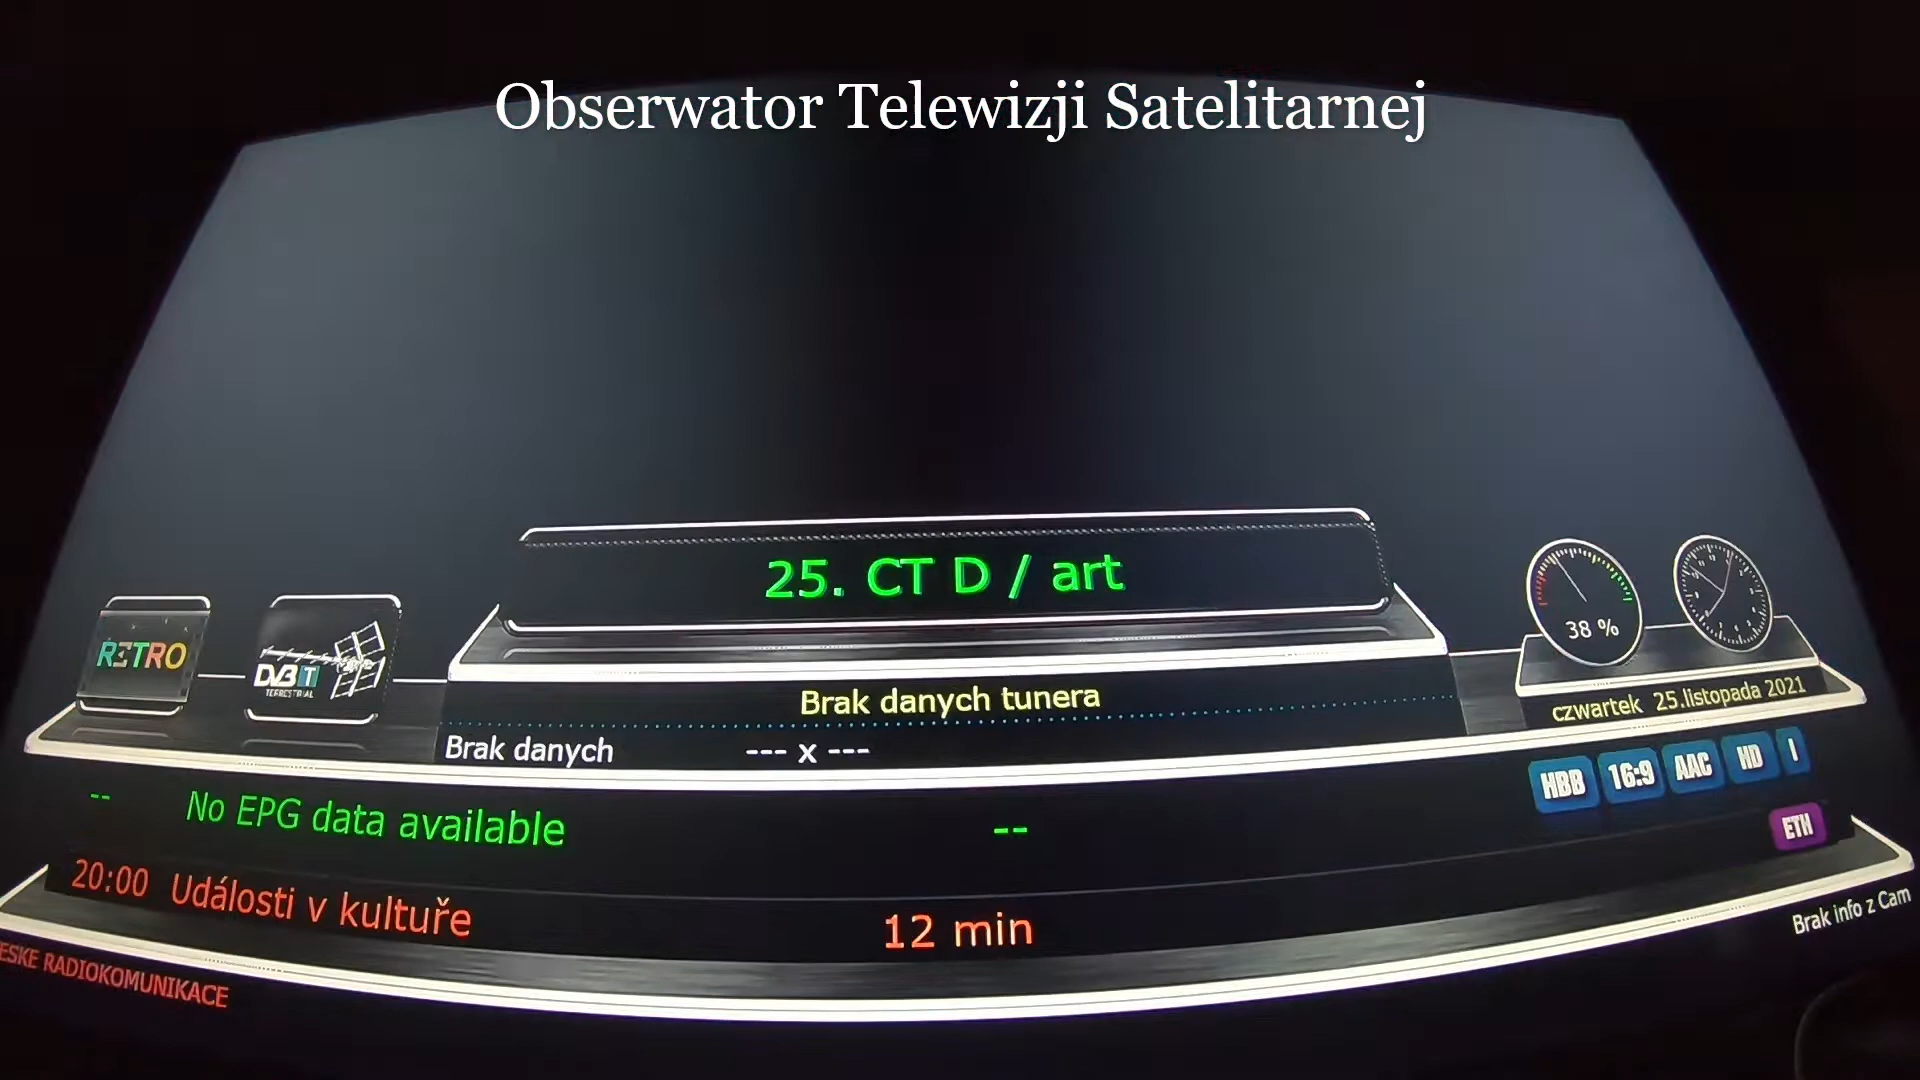 Obserwator Telewizji Satelitarnej
25. CT D / art
38 %
RETRO
DVB T
TERRESTRIAL
Brak danych tunera
czwartek 25.listopada 2021
Brak danych --- x ---
HBB 16:9 AAC HD I
-- No EPG data available --
ETH
20:00 Události v kultuře 12 min
Brak info z Cam
ESKE RADIOKOMUNIKACE